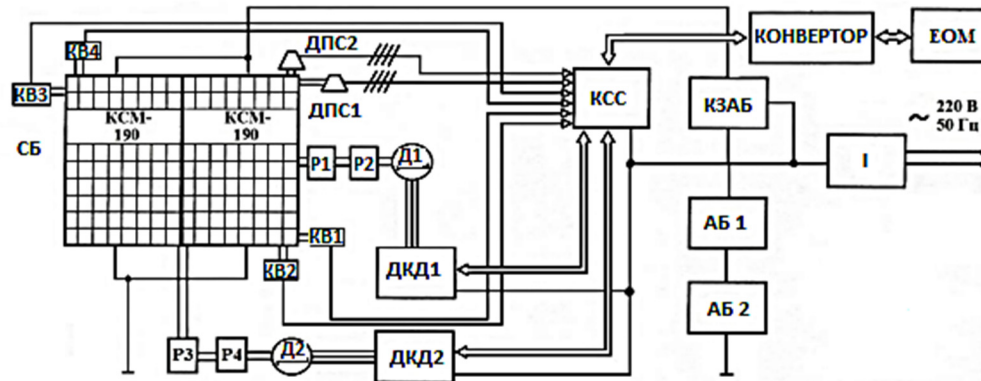 КВ4
ДПС2
КОНВЕРТОР
ЕОМ
КВ3
ДПС1
КСС
КЗАБ
~ 220 В
50 Гц
КСМ-
190
КСМ-
190
СБ
Р1
Р2
Д1
І
КВ1
АБ 1
КВ2
ДКД1
АБ 2
Р3
Р4
Д2
ДКД2